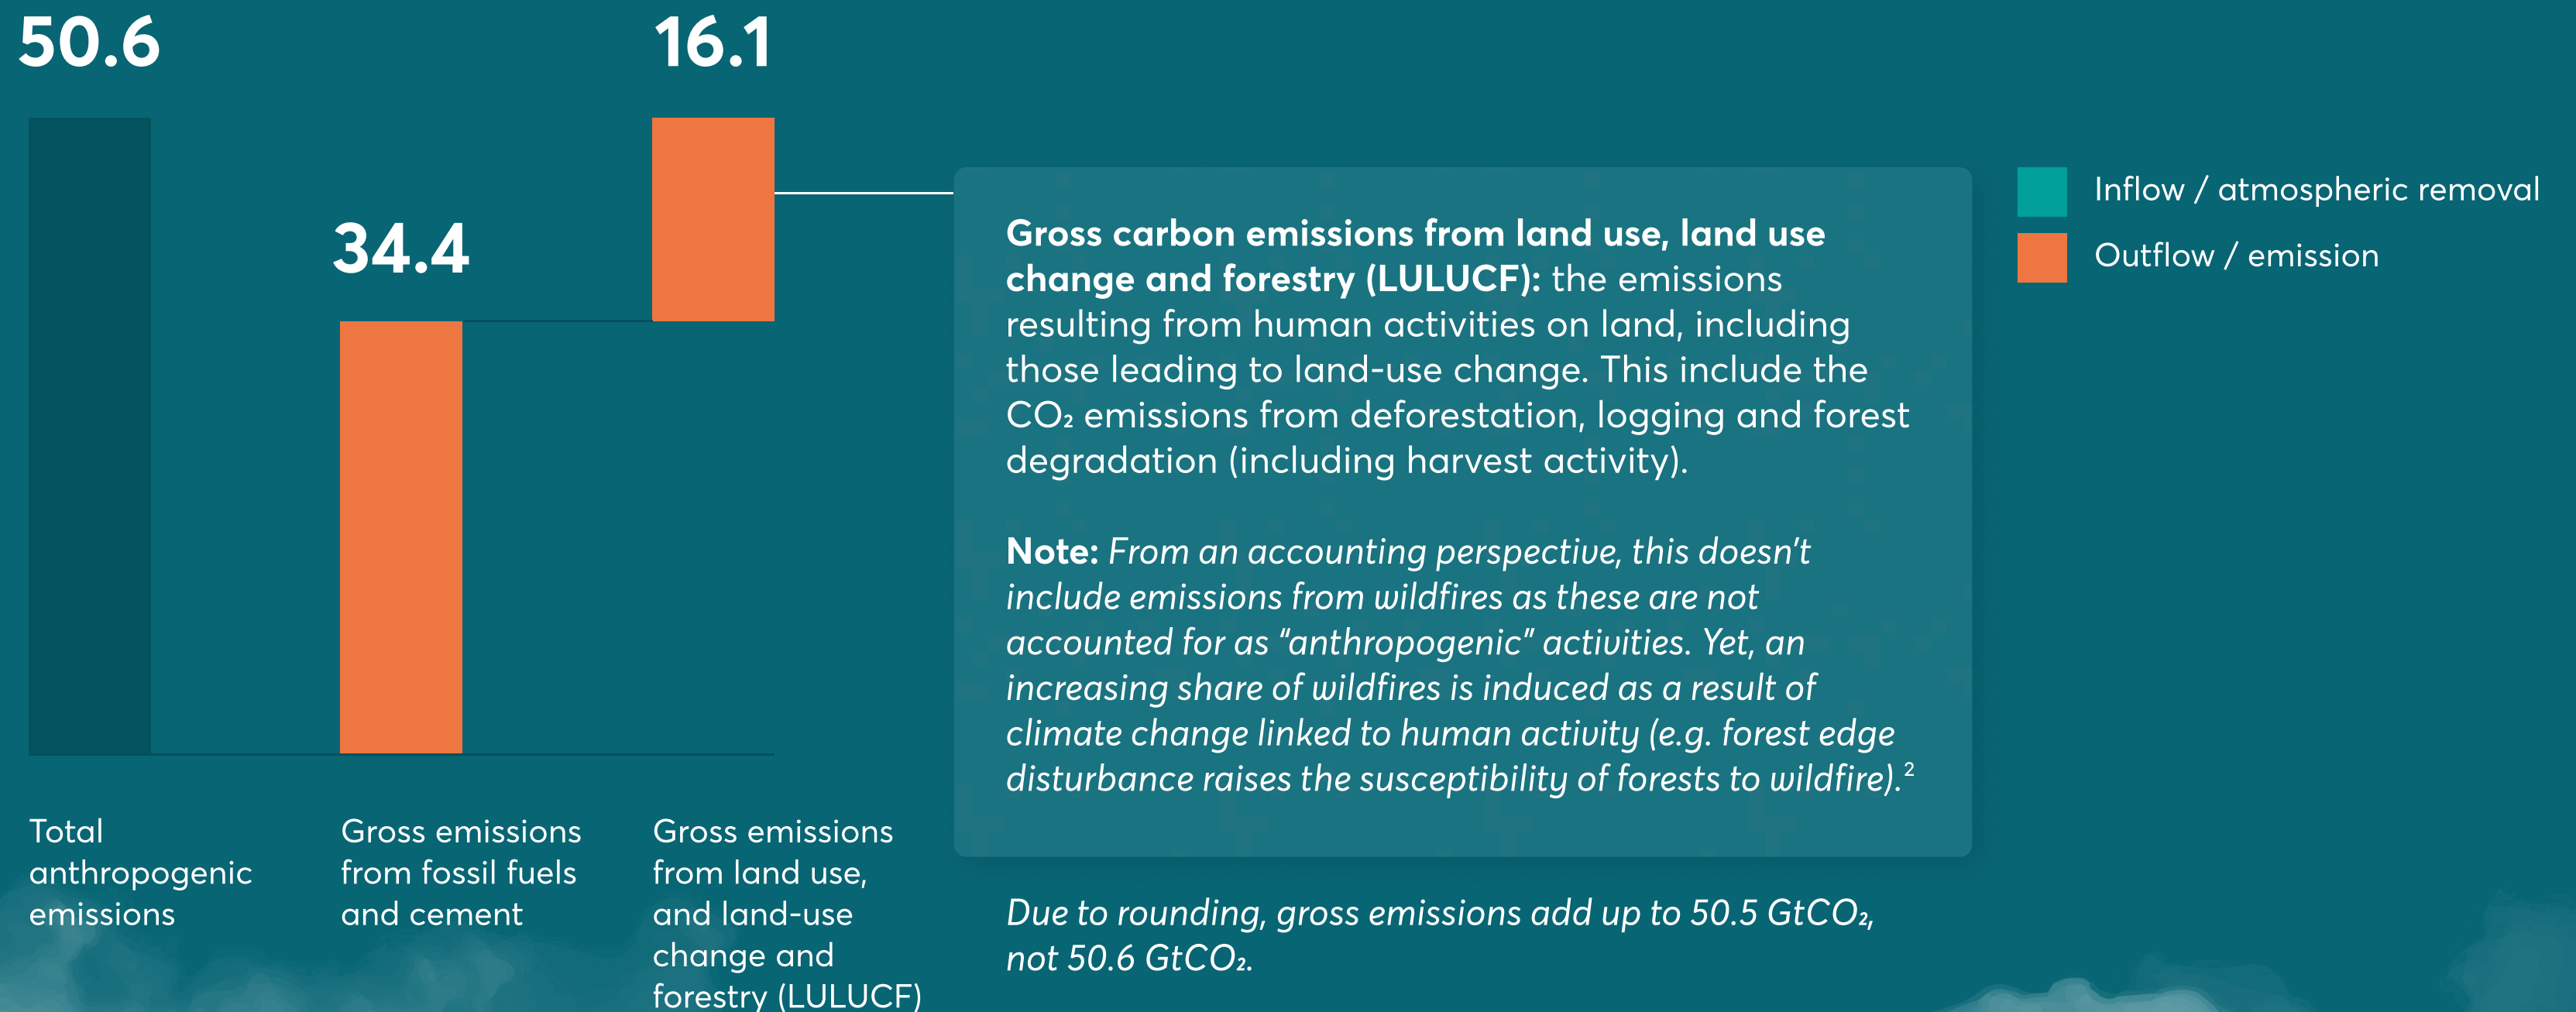 50.6
34.4
16.1
Total
anthropogenic
emissions
Gross emissions
from fossil fuels
and cement
Gross emissions
from land use,
and land-use
change and
forestry (LULUCF)
Gross carbon emissions from land use, land use
change and forestry (LULUCF): the emissions
resulting from human activities on land, including
those leading to land-use change. This include the
CO₂ emissions from deforestation, logging and forest
degradation (including harvest activity).
Note: From an accounting perspective, this doesn’t
include emissions from wildfires as these are not
accounted for as “anthropogenic” activities. Yet, an
increasing share of wildfires is induced as a result of
climate change linked to human activity (e.g. forest edge
disturbance raises the susceptibility of forests to wildfire).²
Due to rounding, gross emissions add up to 50.5 GtCO₂,
not 50.6 GtCO₂.
Inflow / atmospheric removal
Outflow / emission